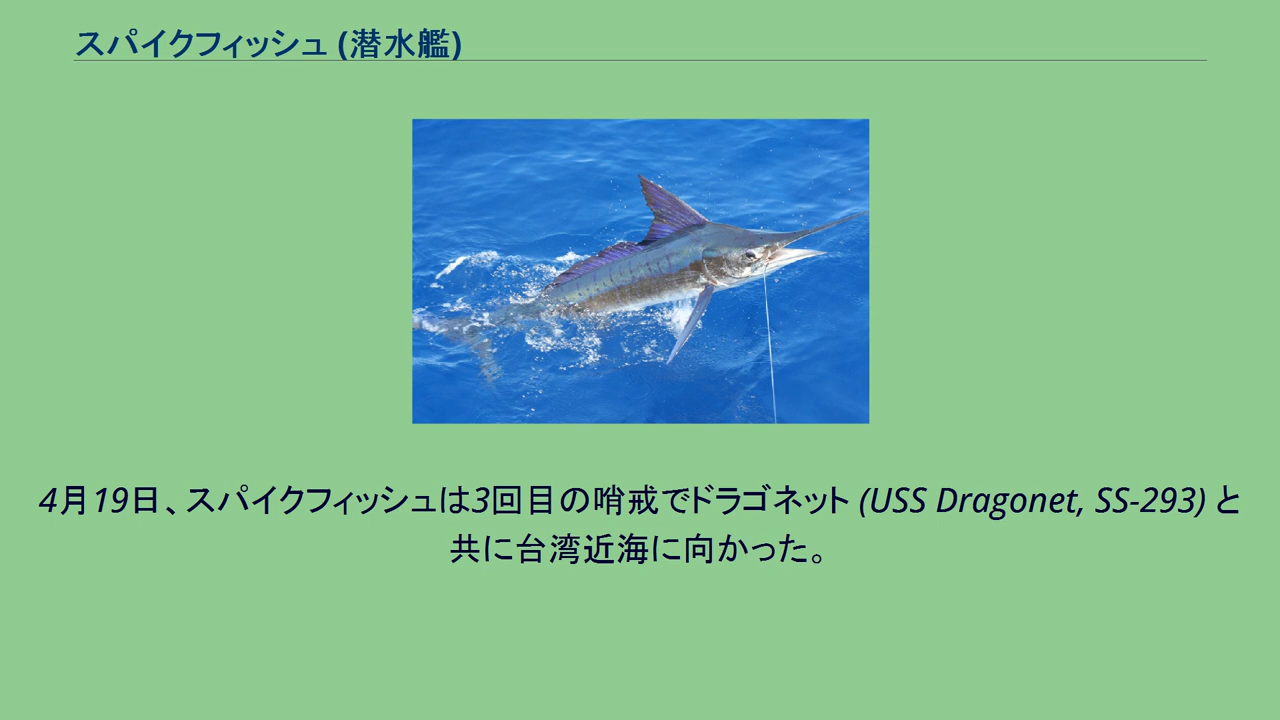 スパイクフィッシュ (潜水艦)
4月19日、スパイクフィッシュは3回目の哨戒でドラゴネット (USS Dragonet, SS-293) と
共に台湾近海に向かった。